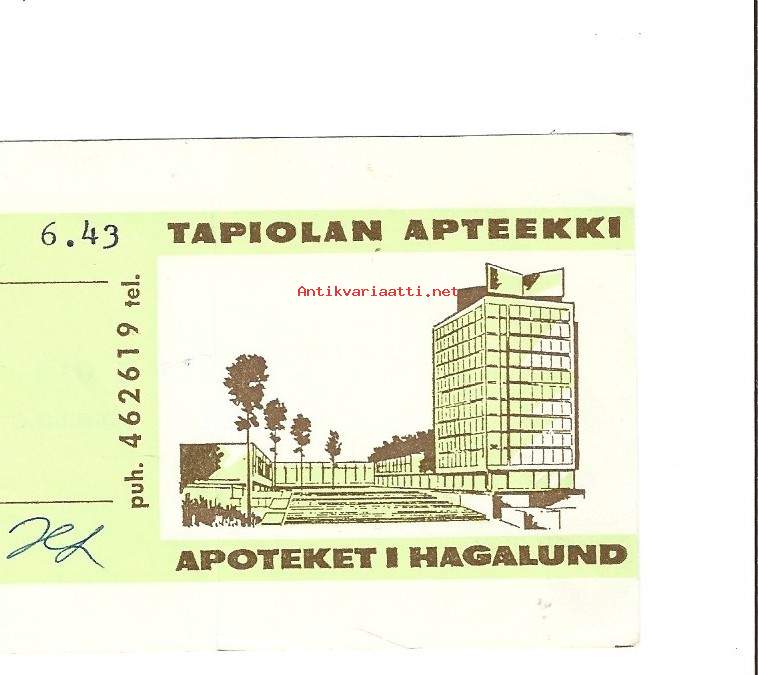 6.43
TAPIOLAN APTEEKKI
Antikvariaatti.net
puh. 462619 tel.
APOTEKET I HAGALUND